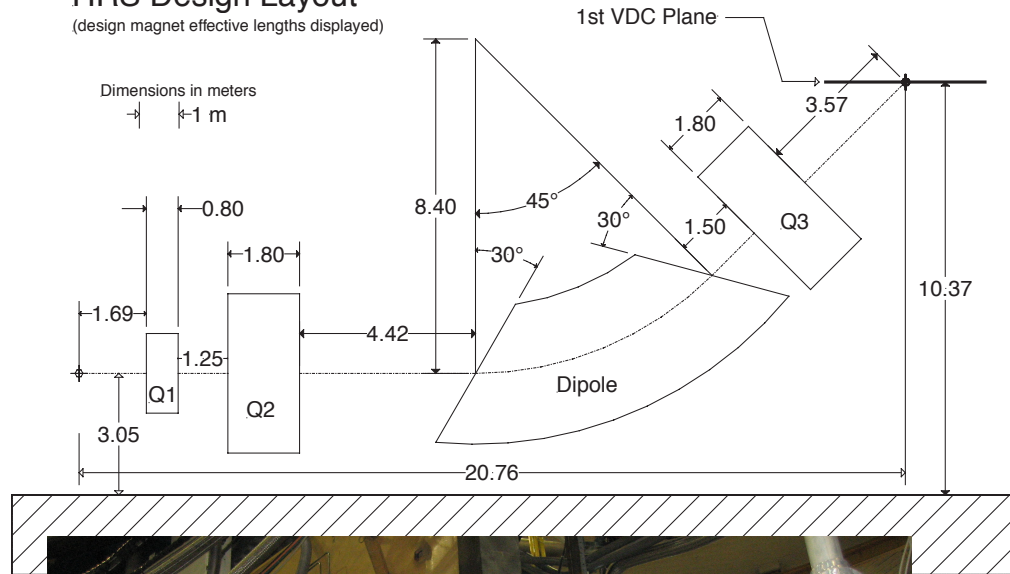 HRS Design Layout
(design magnet effective lengths displayed)
1st VDC Plane
Dimensions in meters
1 m
3.57
1.80
0.80
8.40
45°
30°
1.50
Q3
1.80
30°
10.37
1.69
4.42
1.25
Q1
Q2
Dipole
3.05
20.76